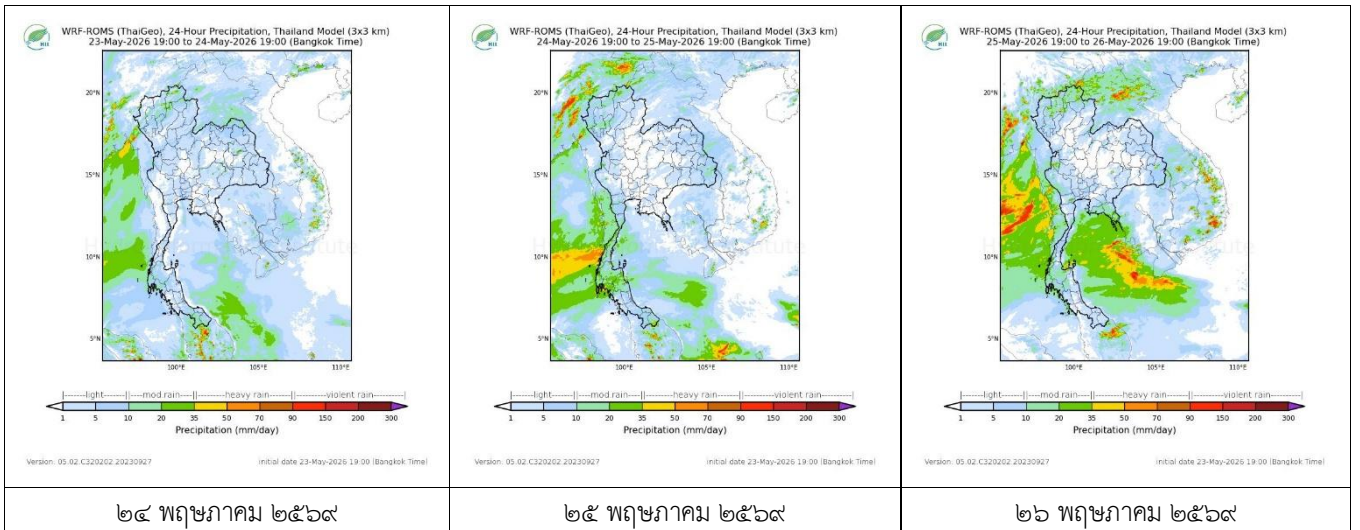 WRF-ROMS (ThaiGeo), 24-Hour Precipitation, Thailand Model (3x3 km)
23-May-2026 19:00 to 24-May-2026 19:00 (Bangkok Time)
20°N
15°N
10°N
5°N
100°E 105°E 110°E
|-------light-------||----mod rain----||-------heavy rain-------||-------violent rain-------|
1 5 10 20 35 50 70 90 150 200 300
Precipitation (mm/day)
Version: 05.02.C320202.20230927 initial date 23-May-2026 19:00 (Bangkok Time)
๒๔ พฤษภาคม ๒๕๖๙
WRF-ROMS (ThaiGeo), 24-Hour Precipitation, Thailand Model (3x3 km)
24-May-2026 19:00 to 25-May-2026 19:00 (Bangkok Time)
20°N
15°N
10°N
5°N
100°E 105°E 110°E
|-------light-------||----mod rain----||-------heavy rain-------||-------violent rain-------|
1 5 10 20 35 50 70 90 150 200 300
Precipitation (mm/day)
Version: 05.02.C320202.20230927 initial date 23-May-2026 19:00 (Bangkok Time)
๒๕ พฤษภาคม ๒๕๖๙
WRF-ROMS (ThaiGeo), 24-Hour Precipitation, Thailand Model (3x3 km)
25-May-2026 19:00 to 26-May-2026 19:00 (Bangkok Time)
20°N
15°N
10°N
5°N
100°E 105°E 110°E
|-------light-------||----mod rain----||-------heavy rain-------||-------violent rain-------|
1 5 10 20 35 50 70 90 150 200 300
Precipitation (mm/day)
Version: 05.02.C320202.20230927 initial date 23-May-2026 19:00 (Bangkok Time)
๒๖ พฤษภาคม ๒๕๖๙